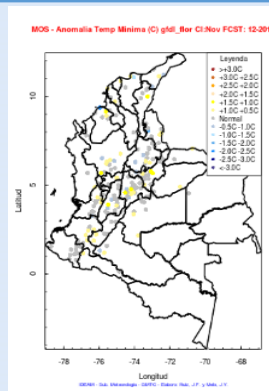 MOS - Anomalia Temp Minima (C) gfdl_flor CI:Nov FCST: 12-201
Leyenda
>+3.0C
+3.0C +2.5C
+2.5C +2.0C
+2.0C +1.5C
+1.5C +1.0C
+1.0C +0.5C
Normal
-0.5C -1.0C
-1.0C -1.5C
-1.5C -2.0C
-2.0C -2.5C
-2.5C -3.0C
<-3.0C
Latitud
10
5
0
-78 -76 -74 -72 -70 -68
Longitud